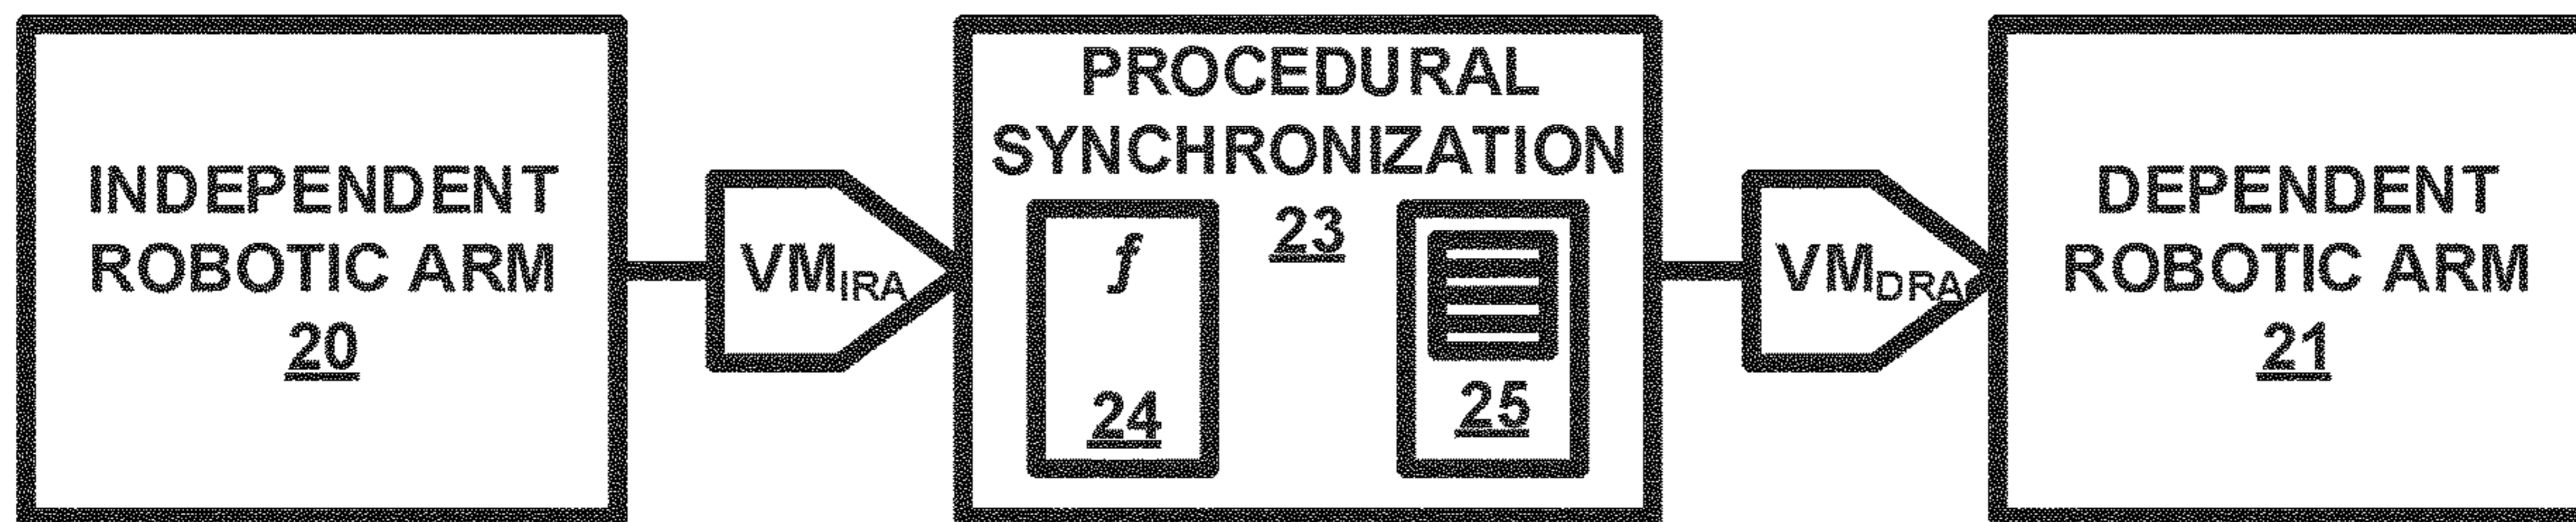 INDEPENDENT
ROBOTIC ARM
20
VMIRA
PROCEDURAL
SYNCHRONIZATION
23
f
24
25
VMDRA
DEPENDENT
ROBOTIC ARM
21